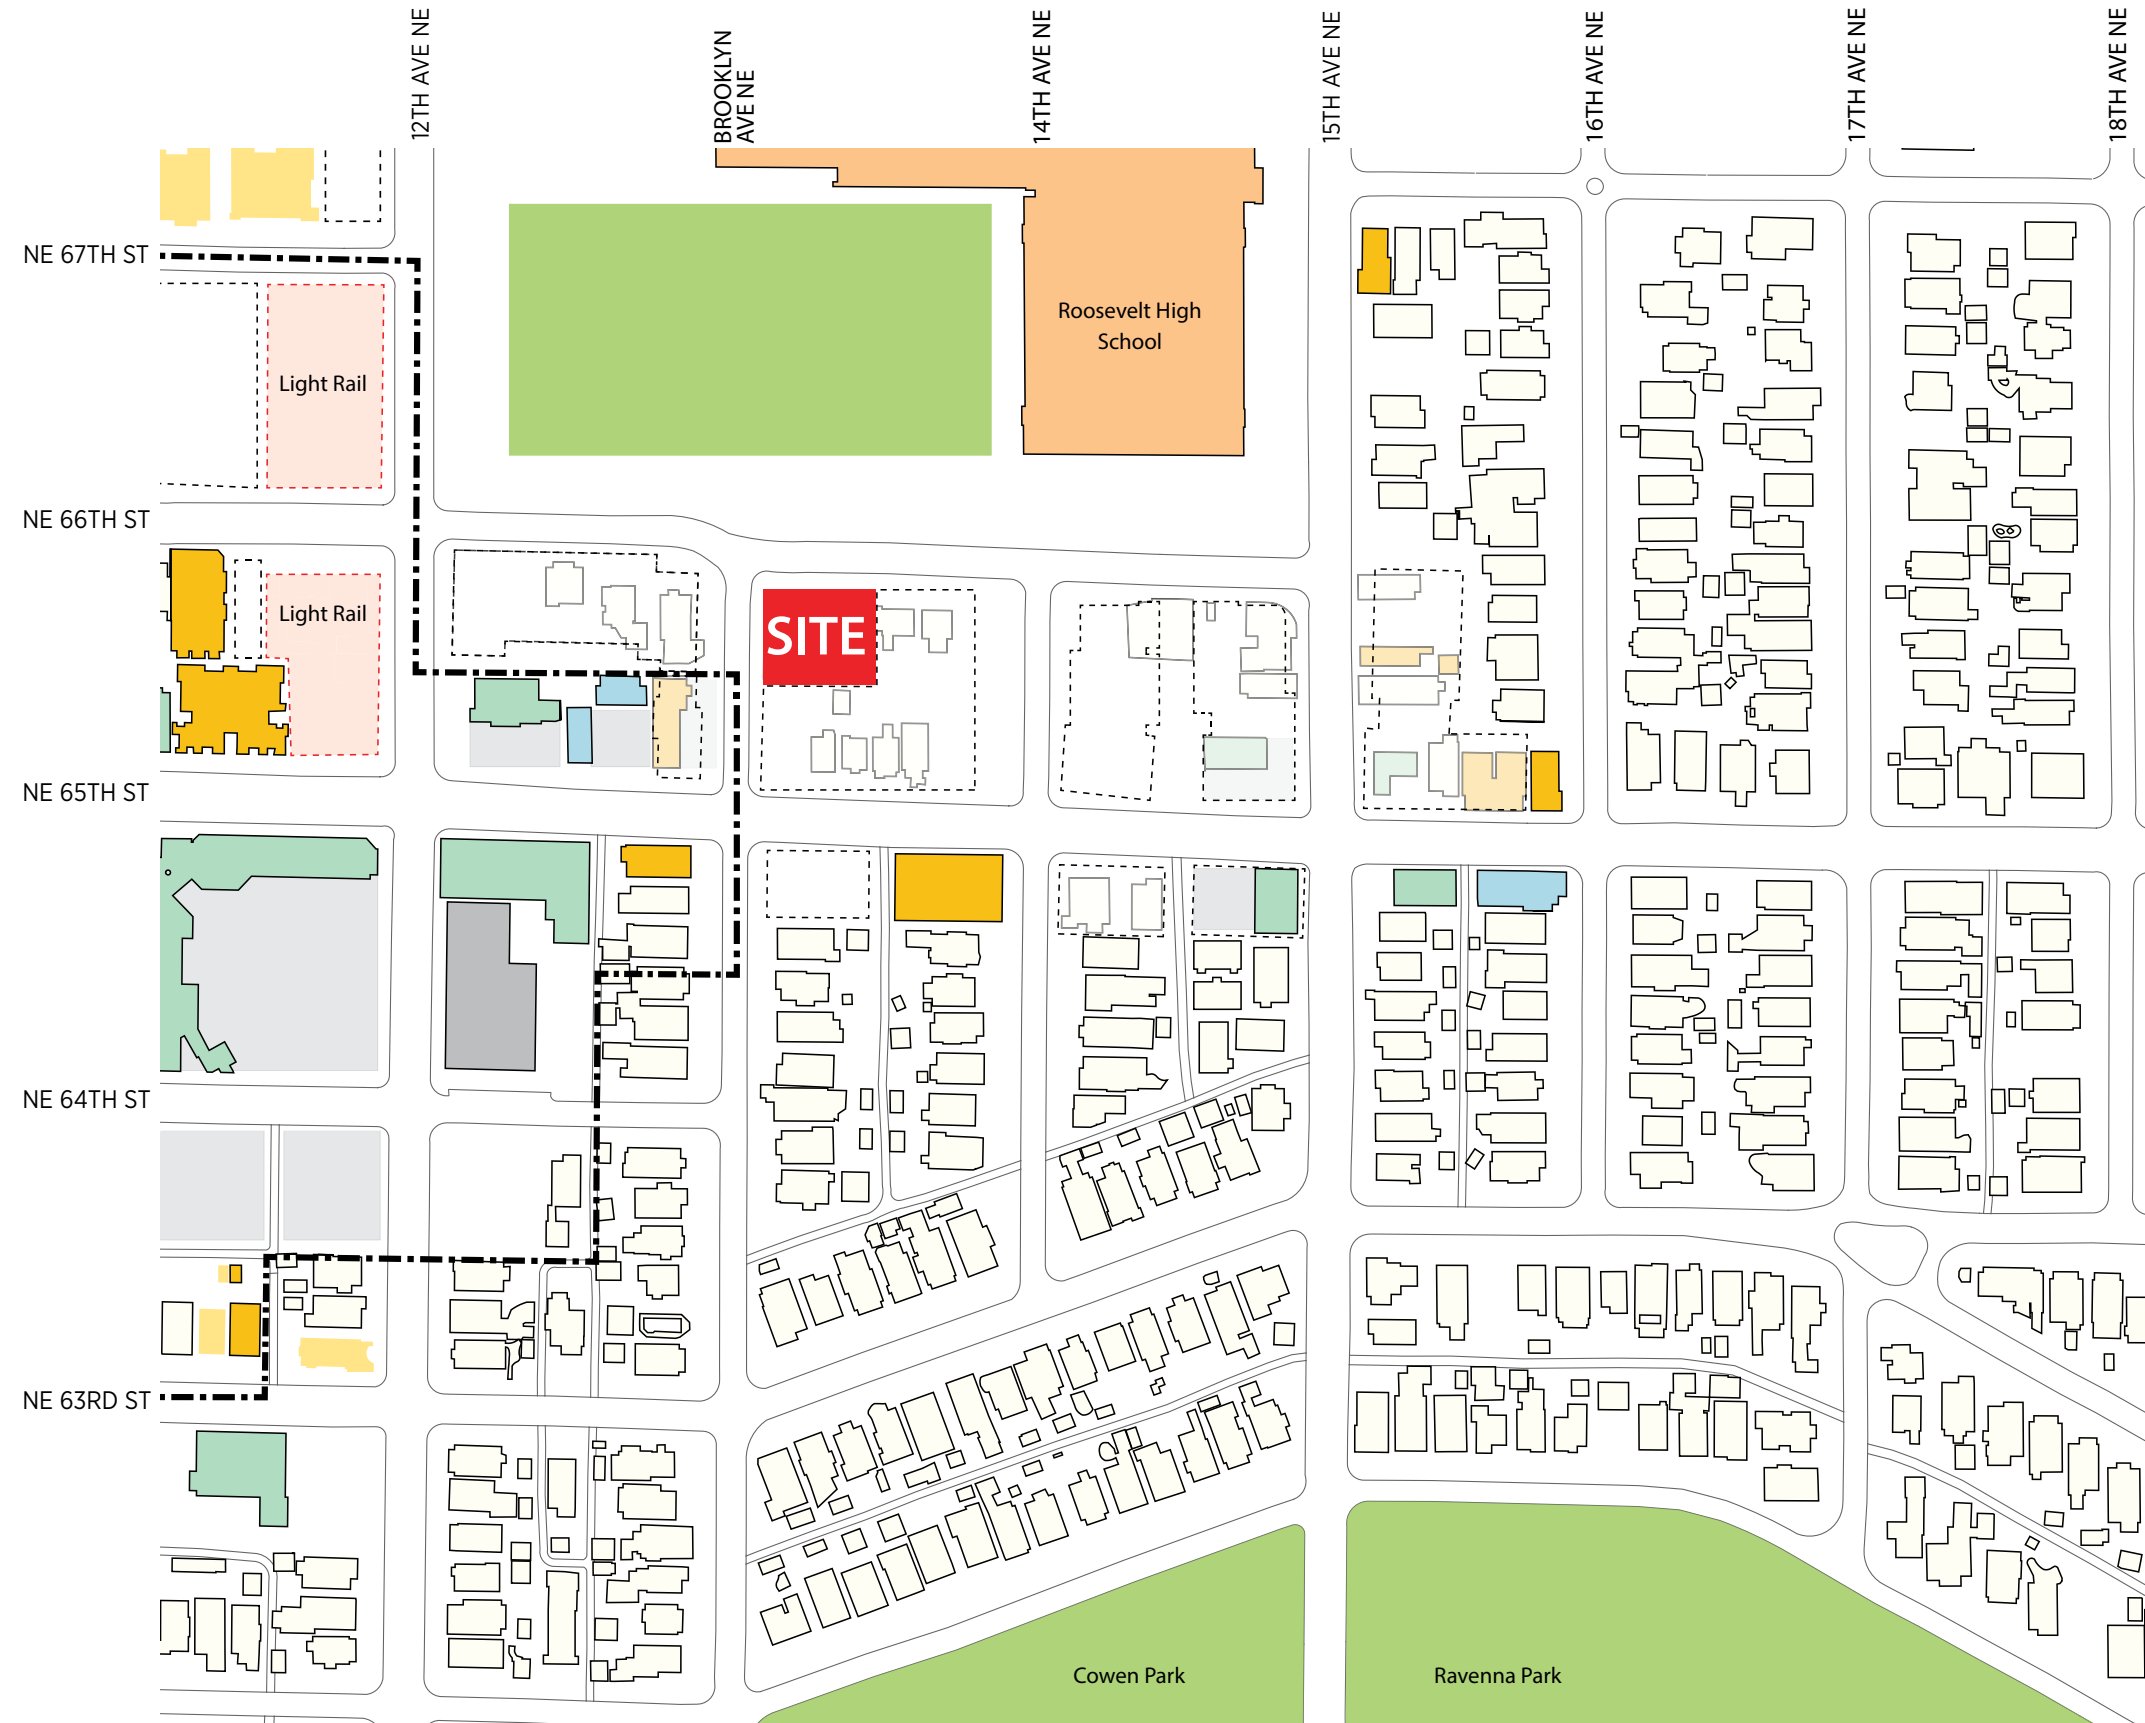 12TH AVE NE
BROOKLYN
AVE NE
14TH AVE NE
15TH AVE NE
16TH AVE NE
17TH AVE NE
18TH AVE NE
NE 67TH ST
Roosevelt High
School
Light Rail
NE 66TH ST
Light Rail
SITE
NE 65TH ST
NE 64TH ST
NE 63RD ST
Cowen Park
Ravenna Park